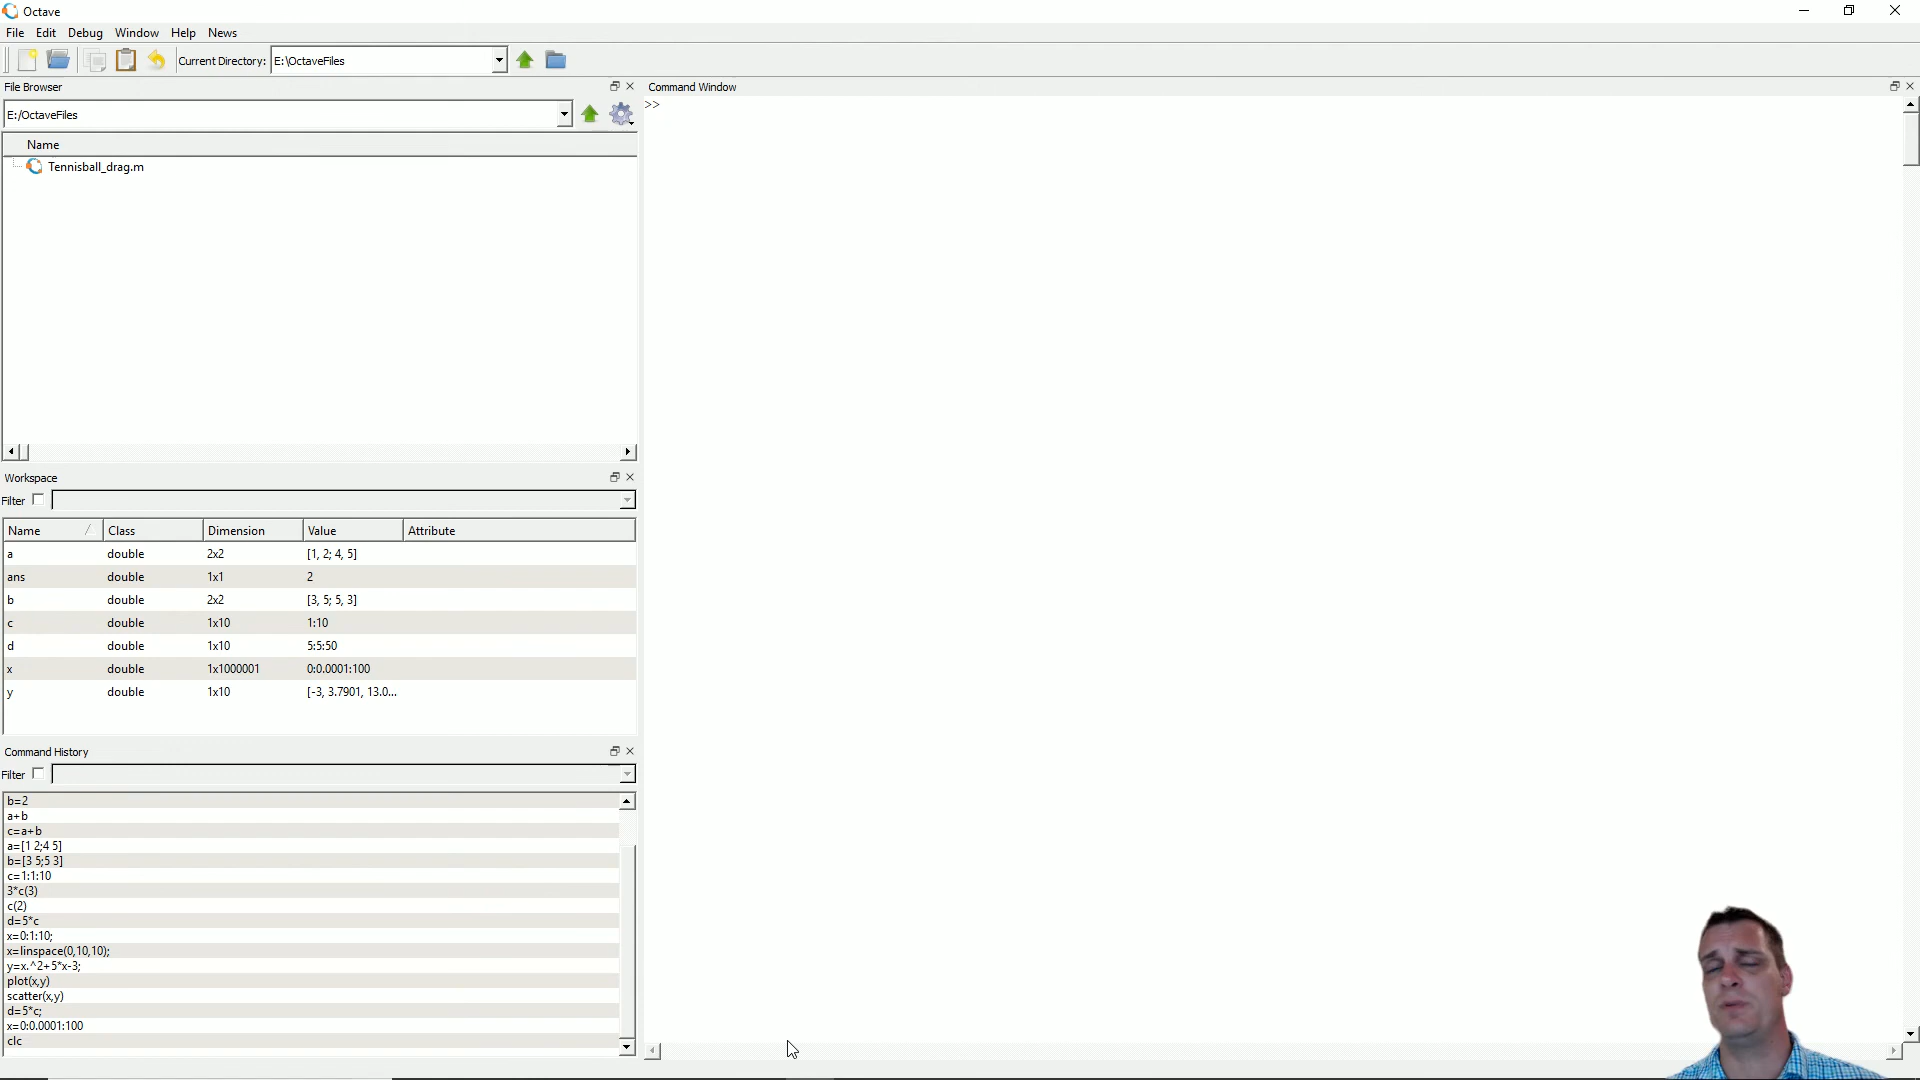 Octave
File Edit Debug Window Help News
Current Directory: E:\OctaveFiles
File Browser
Command Window
E:/OctaveFiles
>>
Name
Tennisball_drag.m
Workspace
Filter
Name Class Dimension Value Attribute
a double 2x2 [1, 2; 4, 5]
ans double 1x1 2
b double 2x2 [3, 5; 5, 3]
c double 1x10 1:10
d double 1x10 5:5:50
x double 1x1000001 0:0.0001:100
y double 1x10 [-3, 3.7901, 13.0...
Command History
Filter
b=2
a+b
c=a+b
a=[1 2;4 5]
b=[3 5;5 3]
c=1:1:10
3*c(3)
c(2)
d=5*c
x=0:1:10;
x=linspace(0,10,10);
y=x.^2+5*x-3;
plot(x,y)
scatter(x,y)
d=5*c;
x=0:0.0001:100
clc